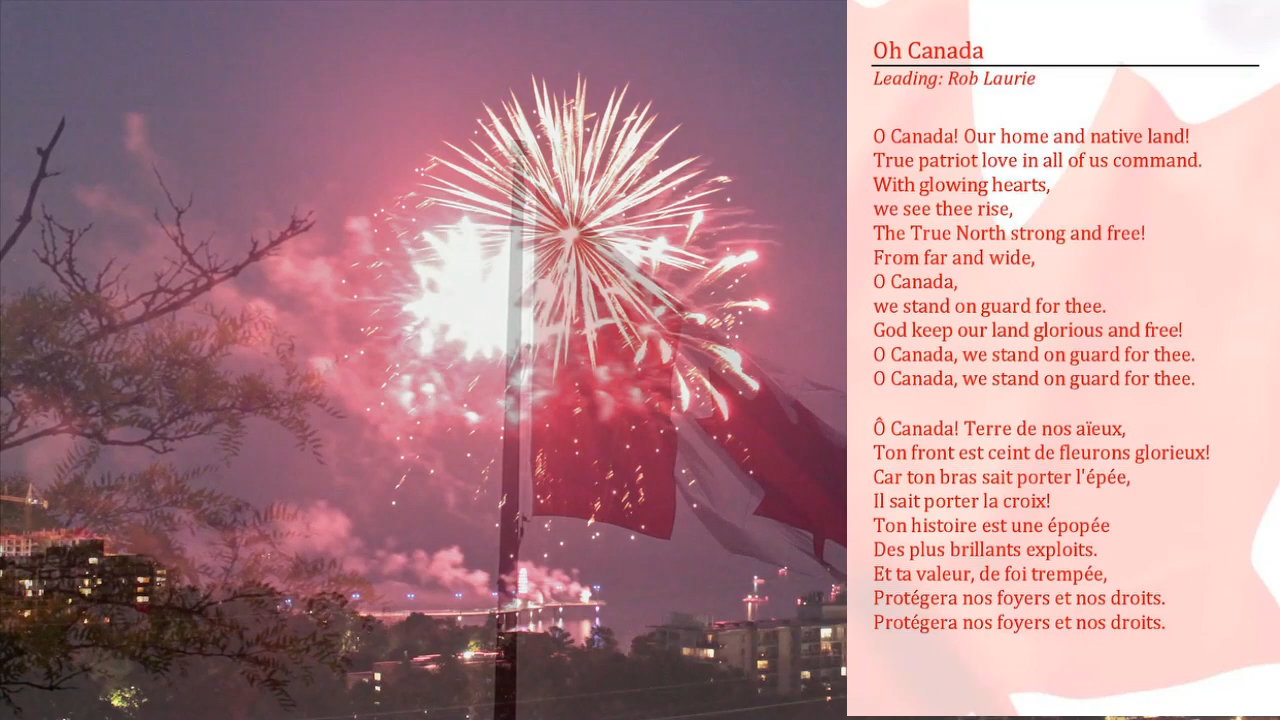 Oh Canada
Leading: Rob Laurie
O Canada! Our home and native land!
True patriot love in all of us command.
With glowing hearts,
we see thee rise,
The True North strong and free!
From far and wide,
O Canada,
we stand on guard for thee.
God keep our land glorious and free!
O Canada, we stand on guard for thee.
O Canada, we stand on guard for thee.
Ô Canada! Terre de nos aïeux,
Ton front est ceint de fleurons glorieux!
Car ton bras sait porter l'épée,
Il sait porter la croix!
Ton histoire est une épopée
Des plus brillants exploits.
Et ta valeur, de foi trempée,
Protégera nos foyers et nos droits.
Protégera nos foyers et nos droits.